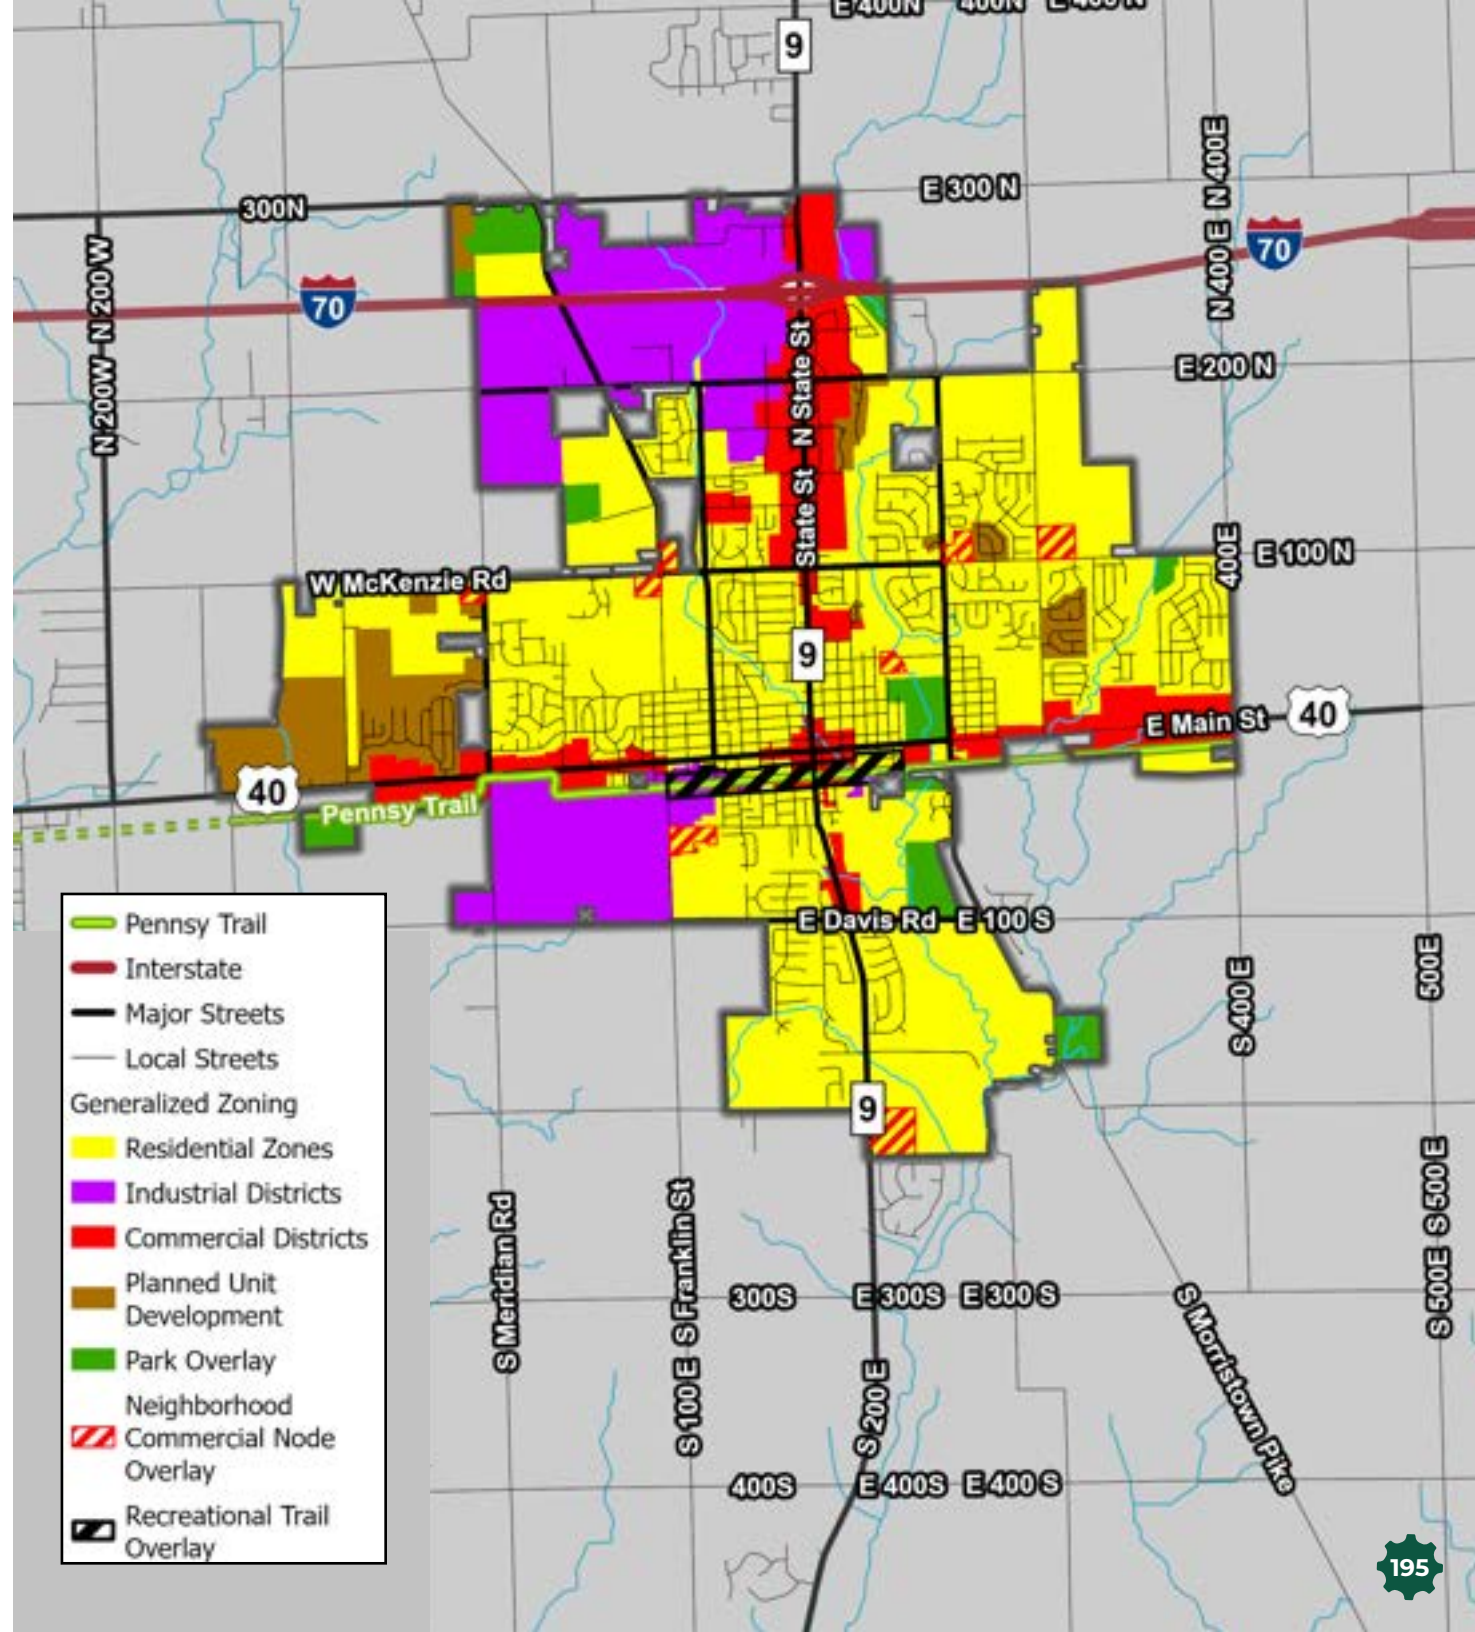 E 400N
400N
E 400 N
9
N 400E
E 300 N
300N
N 400 E
70
N 200 W
70
N State St
E 200 N
N 200W
State St
400E
E 100 N
W McKenzie Rd
9
40
E Main St
40
Pennsy Trail
E Davis Rd
E 100 S
500E
S 400 E
9
S 500 E
S Meridian Rd
S Franklin St
300S
E 300S
E 300 S
S 500E
S Morristown Pike
S 100 E
S 200 E
400S
E 400S
E 400 S
Pennsy Trail
Interstate
Major Streets
Local Streets
Generalized Zoning
Residential Zones
Industrial Districts
Commercial Districts
Planned Unit
Development
Park Overlay
Neighborhood
Commercial Node
Overlay
Recreational Trail
Overlay
195